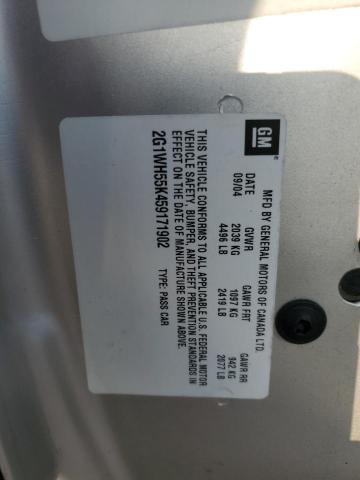 GM
MFD BY GENERAL MOTORS OF CANADA LTD.
DATE GVWR GAWR FRT GAWR RR
09/04 2039 KG 1097 KG 942 KG
4496 LB 2419 LB 2077 LB
THIS VEHICLE CONFORMS TO ALL APPLICABLE U.S. FEDERAL MOTOR
VEHICLE SAFETY, BUMPER, AND THEFT PREVENTION STANDARDS IN
EFFECT ON THE DATE OF MANUFACTURE SHOWN ABOVE.
2G1WH55K459171902 TYPE: PASS CAR